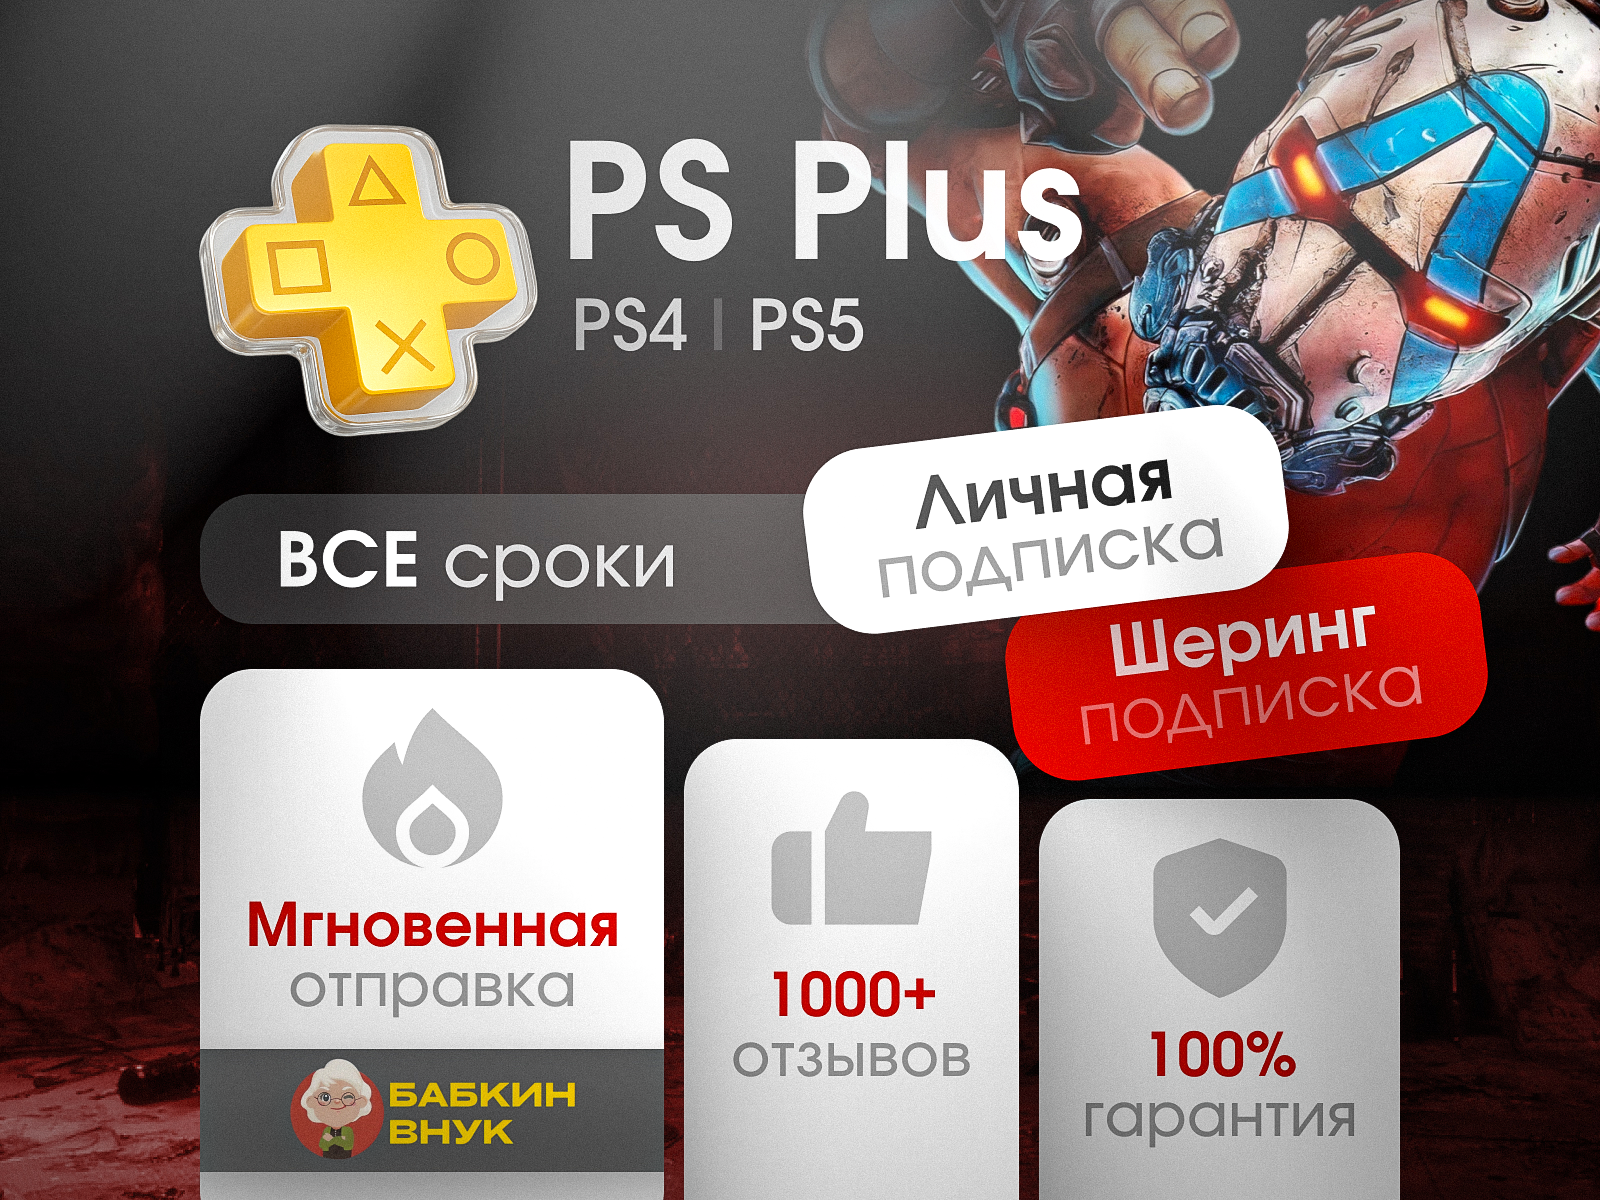 PS Plus
PS4 | PS5
ВСЕ сроки
Личная
подписка
Шеринг
подписка
Мгновенная
отправка
БАБКИН
ВНУК
1000+
отзывов
100%
гарантия